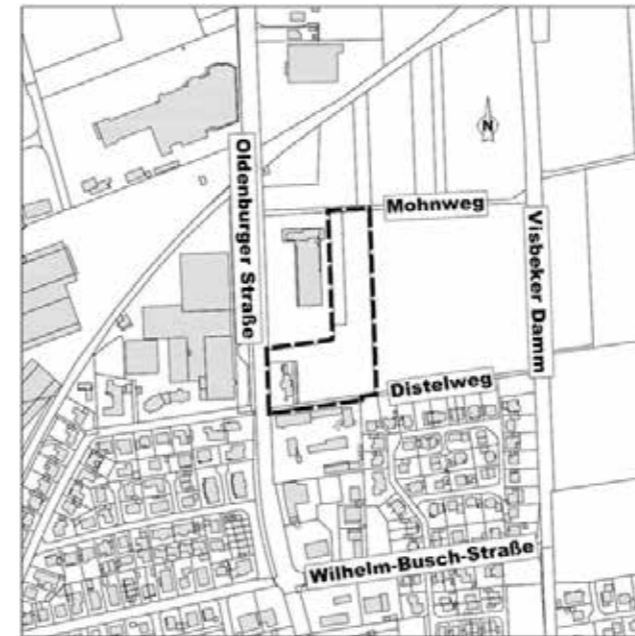 N
Oldenburger Straße
Mohnweg
Visbeker Damm
Distelweg
Wilhelm-Busch-Straße